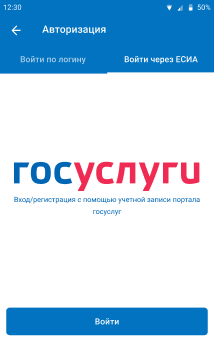 12:30 50%
Авторизация
Войти по логину Войти через ЕСИА
госуслуги
Вход/регистрация с помощью учетной записи портала
госуслуг
Войти